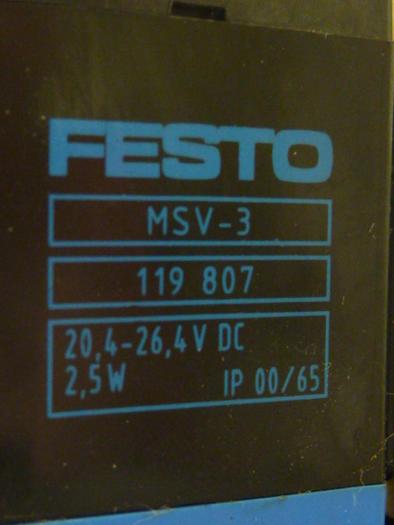 FESTO
MSV-3
119 807
20,4-26,4V DC
2,5W IP 00/65